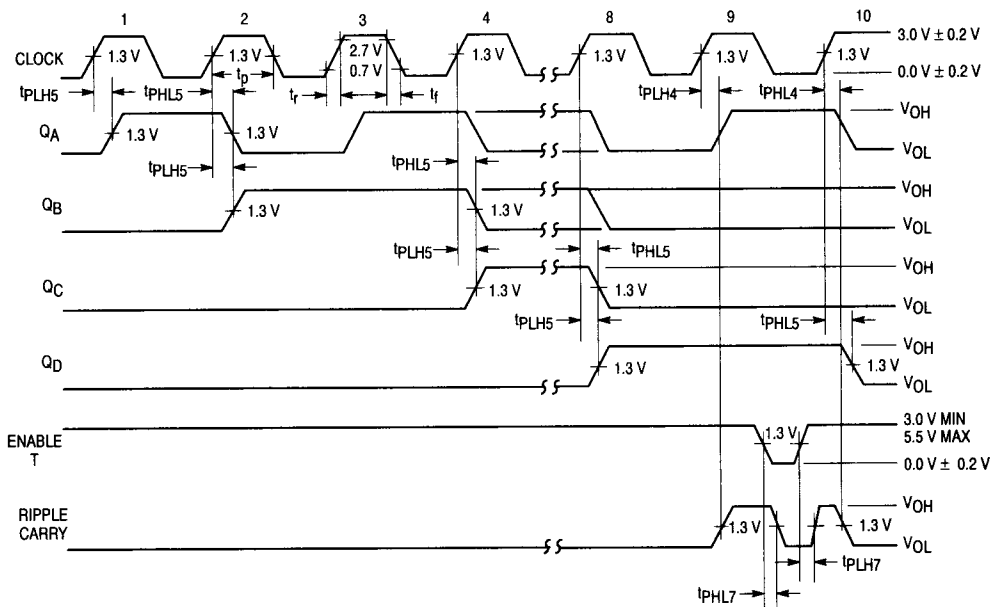 1 2 3 4 8 9 10
CLOCK 1.3 V 1.3 V 2.7 V 1.3 V 1.3 V 1.3 V 1.3 V 3.0 V ± 0.2 V
tp 0.7 V 0.0 V ± 0.2 V
tPLH5 tPHL5 tr tf tPLH4 tPHL4
QA 1.3 V 1.3 V VOH
VOL
tPLH5 tPHL5
QB 1.3 V 1.3 V VOH
VOL
tPLH5 tPHL5
QC 1.3 V 1.3 V VOH
VOL
tPLH5 tPHL5
QD 1.3 V 1.3 V VOH
VOL
ENABLE
T
1.3 V
3.0 V MIN
5.5 V MAX
0.0 V ± 0.2 V
RIPPLE
CARRY
1.3 V 1.3 V
VOH
VOL
tPLH7
tPHL7